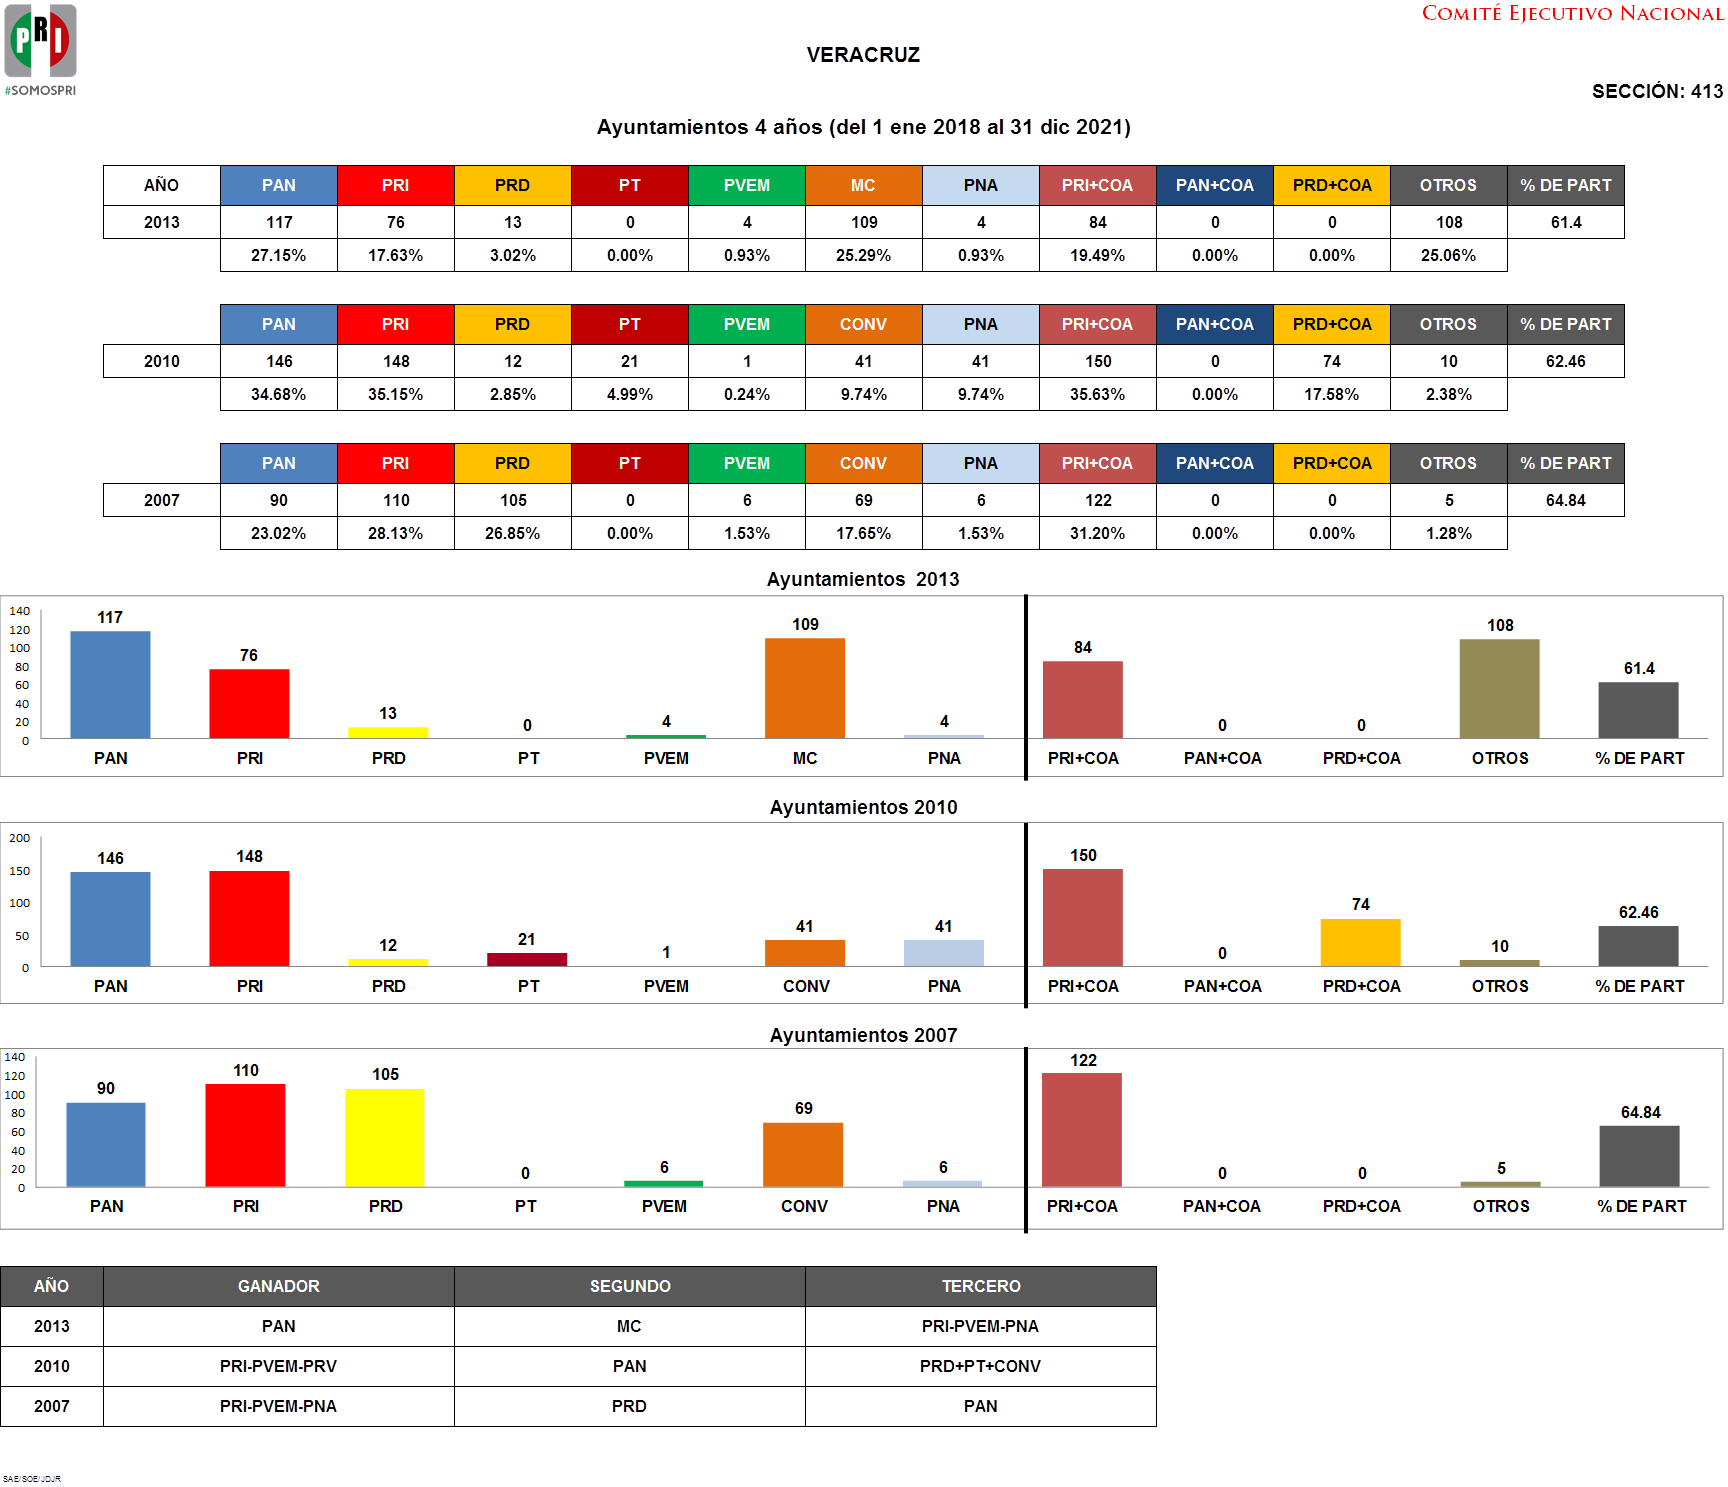 PRI
#SOMOSPRI
COMITÉ EJECUTIVO NACIONAL
VERACRUZ
SECCIÓN: 413
Ayuntamientos 4 años (del 1 ene 2018 al 31 dic 2021)
AÑO PAN PRI PRD PT PVEM MC PNA PRI+COA PAN+COA PRD+COA OTROS % DE PART
2013 117 76 13 0 4 109 4 84 0 0 108 61.4
27.15% 17.63% 3.02% 0.00% 0.93% 25.29% 0.93% 19.49% 0.00% 0.00% 25.06%
PAN PRI PRD PT PVEM CONV PNA PRI+COA PAN+COA PRD+COA OTROS % DE PART
2010 146 148 12 21 1 41 41 150 0 74 10 62.46
34.68% 35.15% 2.85% 4.99% 0.24% 9.74% 9.74% 35.63% 0.00% 17.58% 2.38%
PAN PRI PRD PT PVEM CONV PNA PRI+COA PAN+COA PRD+COA OTROS % DE PART
2007 90 110 105 0 6 69 6 122 0 0 5 64.84
23.02% 28.13% 26.85% 0.00% 1.53% 17.65% 1.53% 31.20% 0.00% 0.00% 1.28%
Ayuntamientos 2013
140
120
100
80
60
40
20
0
117 76 13 0 4 109 4 84 0 0 108 61.4
PAN PRI PRD PT PVEM MC PNA PRI+COA PAN+COA PRD+COA OTROS % DE PART
Ayuntamientos 2010
200
150
100
50
0
146 148 12 21 1 41 41 150 0 74 10 62.46
PAN PRI PRD PT PVEM CONV PNA PRI+COA PAN+COA PRD+COA OTROS % DE PART
Ayuntamientos 2007
140
120
100
80
60
40
20
0
90 110 105 0 6 69 6 122 0 0 5 64.84
PAN PRI PRD PT PVEM CONV PNA PRI+COA PAN+COA PRD+COA OTROS % DE PART
AÑO GANADOR SEGUNDO TERCERO
2013 PAN MC PRI-PVEM-PNA
2010 PRI-PVEM-PRV PAN PRD+PT+CONV
2007 PRI-PVEM-PNA PRD PAN
SAE/SOE/JDJR